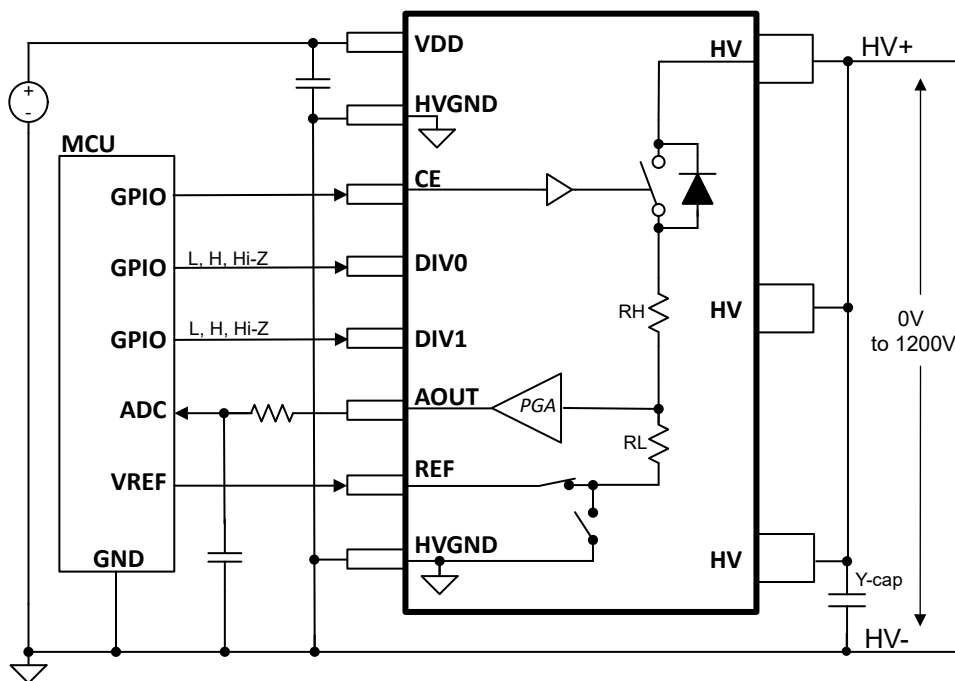 VDD
HV
HV+
+
-
HVGND
MCU
GPIO
CE
GPIO
L, H, Hi-Z
DIV0
RH
HV
0V
to 1200V
GPIO
L, H, Hi-Z
DIV1
ADC
AOUT
PGA
RL
VREF
REF
GND
HVGND
HV
Y-cap
HV-